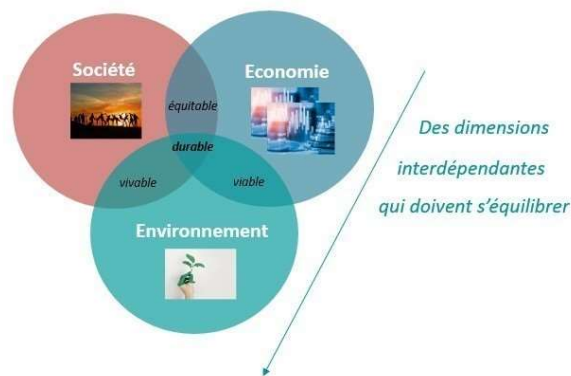 Société
Economie
équitable
durable
vivable
viable
Environnement
Des dimensions
interdépendantes
qui doivent s'équilibrer